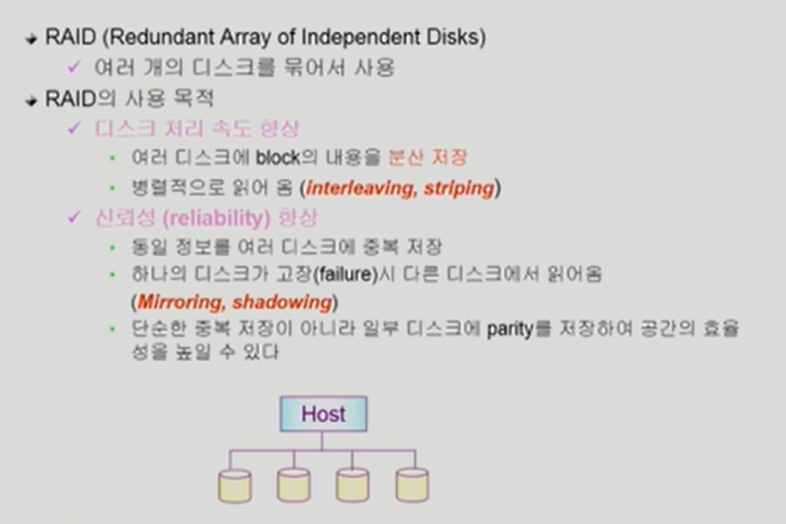 RAID (Redundant Array of Independent Disks)
여러 개의 디스크를 묶어서 사용
RAID의 사용 목적
디스크 처리 속도 향상
여러 디스크에 block의 내용을 분산 저장
병렬적으로 읽어 옴 (interleaving, striping)
신뢰성 (reliability) 향상
동일 정보를 여러 디스크에 중복 저장
하나의 디스크가 고장(failure)시 다른 디스크에서 읽어옴
(Mirroring, shadowing)
단순한 중복 저장이 아니라 일부 디스크에 parity를 저장하여 공간의 효율
성을 높일 수 있다
Host